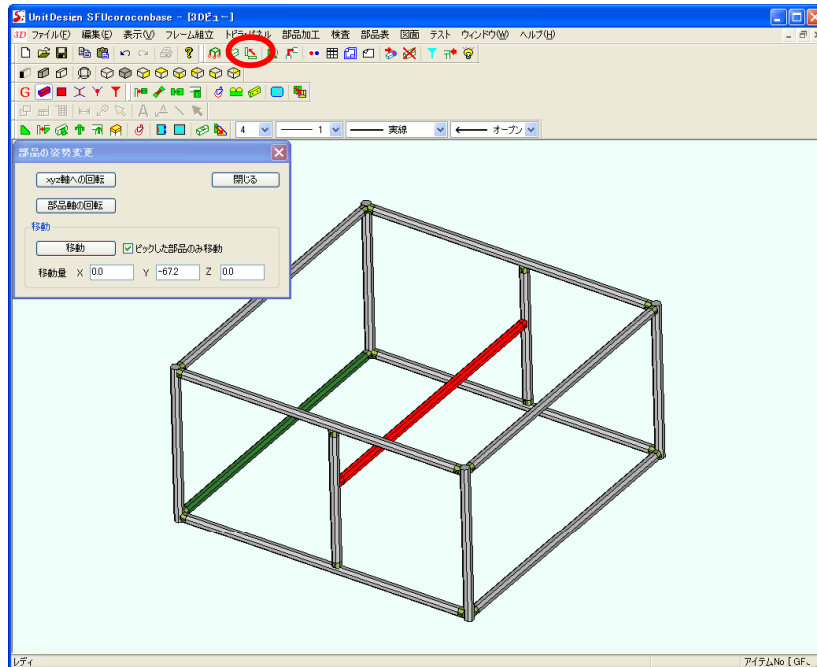 UnitDesign SFUcoroconbase - [3Dビュー]
3D ファイル(F) 編集(E) 表示(V) フレーム組立 トビラ・パネル 部品加工 検査 部品表 図面 テスト ウィンドウ(W) ヘルプ(H)
4 1 実線 オープン
部品の姿勢変更
xyz軸への回転 閉じる
部品軸の回転
移動
移動 ピックした部品のみ移動
移動量 X 0.0 Y -67.2 Z 0.0
レディ アイテムNo [ GF、